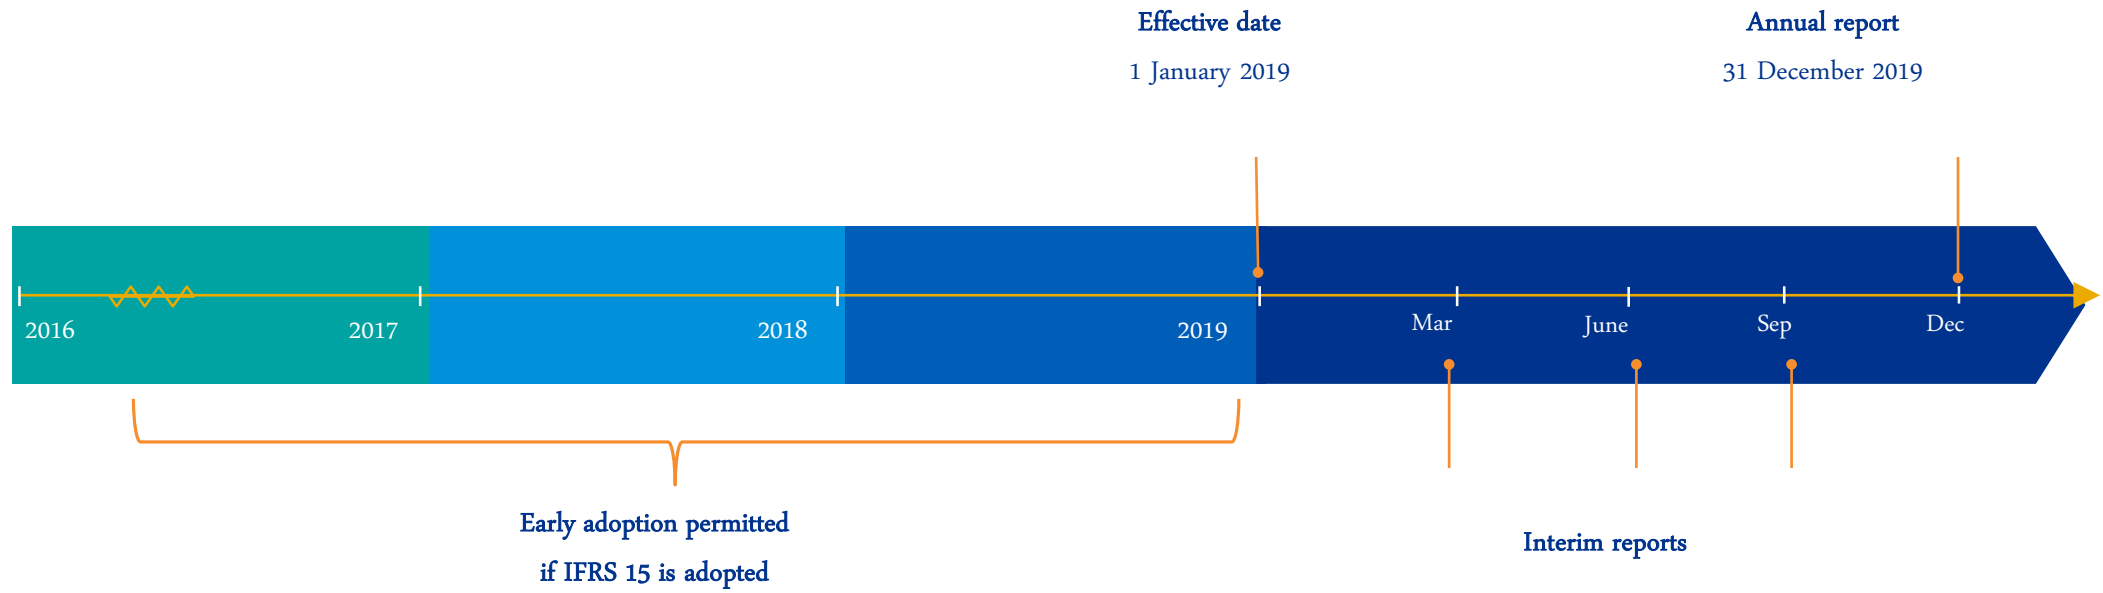 Effective date
1 January 2019
Annual report
31 December 2019
2016
2017
2018
2019
Mar
June
Sep
Dec
Early adoption permitted
if IFRS 15 is adopted
Interim reports